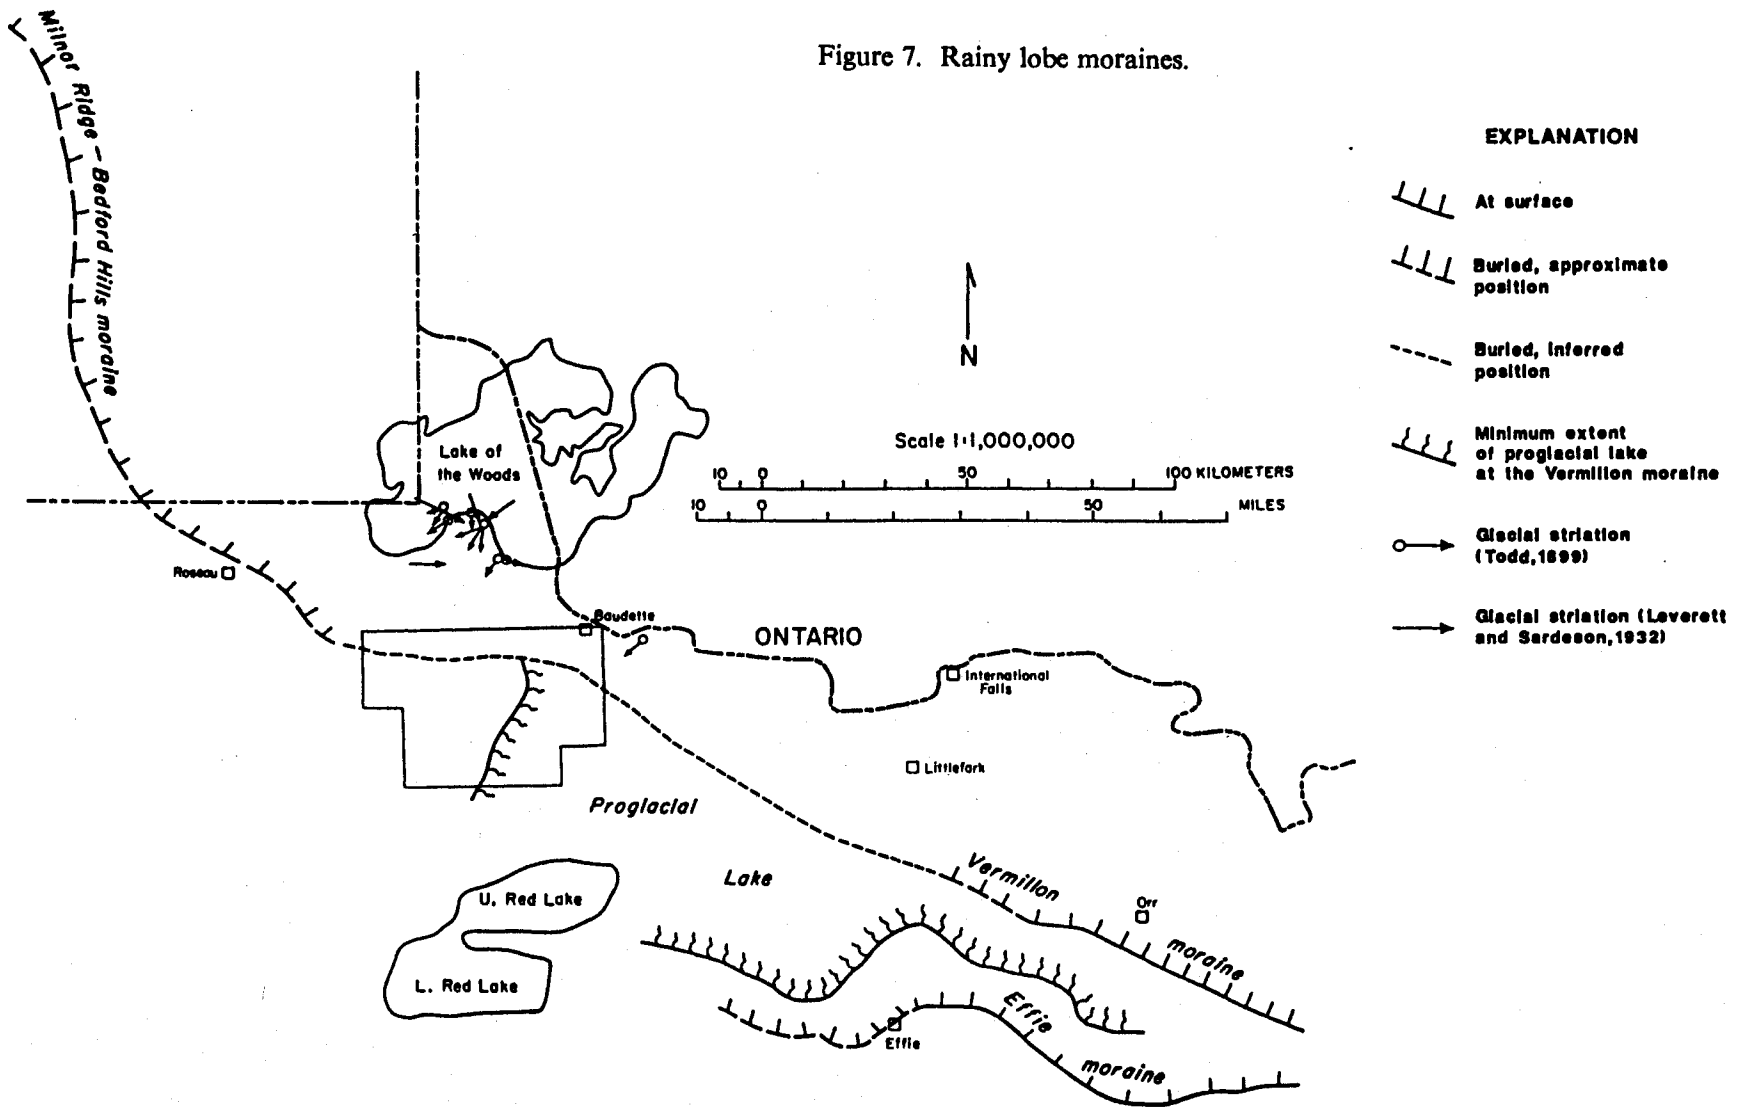 Figure 7. Rainy lobe moraines.
Milnor Ridge – Bedford Hills moraine
EXPLANATION
At surface
Buried, approximate
position
Buried, inferred
position
Minimum extent
of proglacial lake
at the Vermilion moraine
Glacial striation
(Todd, 1899)
Glacial striation (Leverett
and Sardeson, 1932)
N
Scale 1:1,000,000
10 0 50 100 KILOMETERS
10 0 50 MILES
Lake of
the Woods
Roseau
Baudette
ONTARIO
International
Falls
Littlefork
Proglacial
Lake
U. Red Lake
L. Red Lake
Vermilion
moraine
Orr
Effie
moraine
Effie